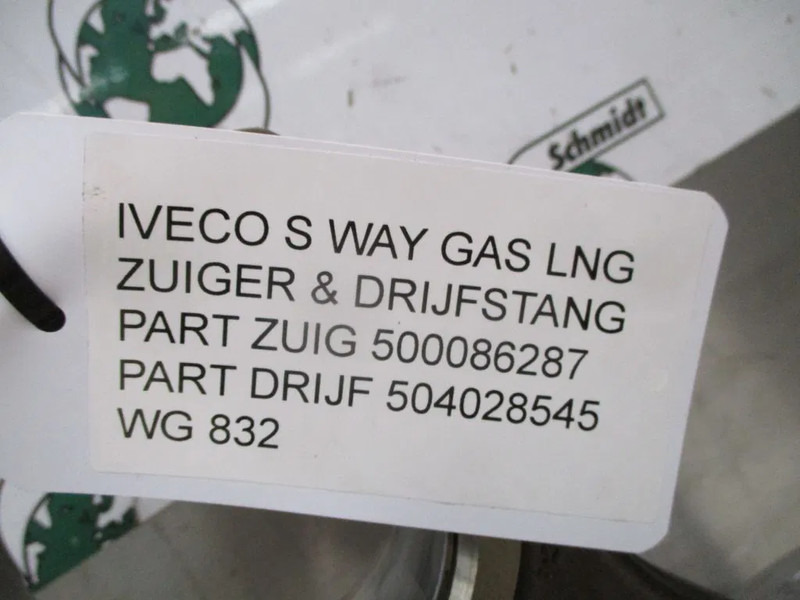 Schmidt
IVECO S WAY GAS LNG
ZUIGER & DRIJFSTANG
PART ZUIG 500086287
PART DRIJF 504028545
WG 832